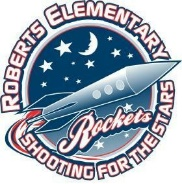 ROBERTS ELEMENTARY
Rockets
SHOOTING FOR THE STARS